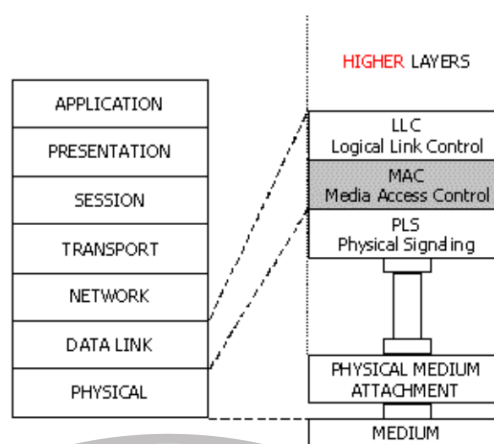 HIGHER LAYERS
APPLICATION
PRESENTATION
SESSION
TRANSPORT
NETWORK
DATA LINK
PHYSICAL
LLC
Logical Link Control
MAC
Media Access Control
PLS
Physical Signaling
PHYSICAL MEDIUM
ATTACHMENT
MEDIUM